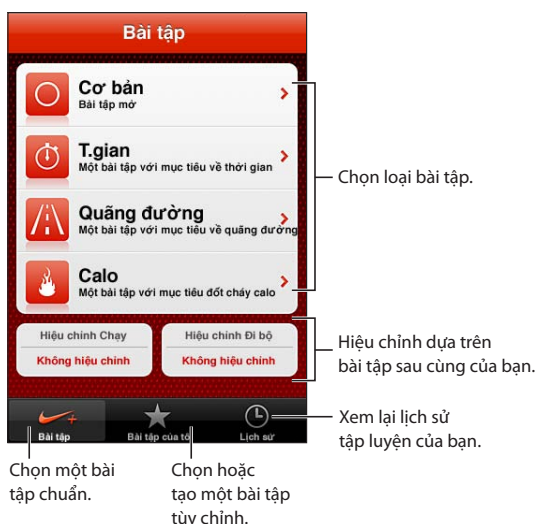 Bài tập
Cơ bản
Bài tập mở
T.gian
Một bài tập với mục tiêu về thời gian
Quãng đường
Một bài tập với mục tiêu về quãng đường
Calo
Một bài tập với mục tiêu đốt cháy calo
Chọn loại bài tập.
Hiệu chỉnh Chạy
Không hiệu chỉnh
Hiệu chỉnh Đi bộ
Không hiệu chỉnh
Hiệu chỉnh dựa trên
bài tập sau cùng của bạn.
Bài tập
Bài tập của tô
Lịch sử
Xem lại lịch sử
tập luyện của bạn.
Chọn một bài
tập chuẩn.
Chọn hoặc
tạo một bài tập
tùy chỉnh.